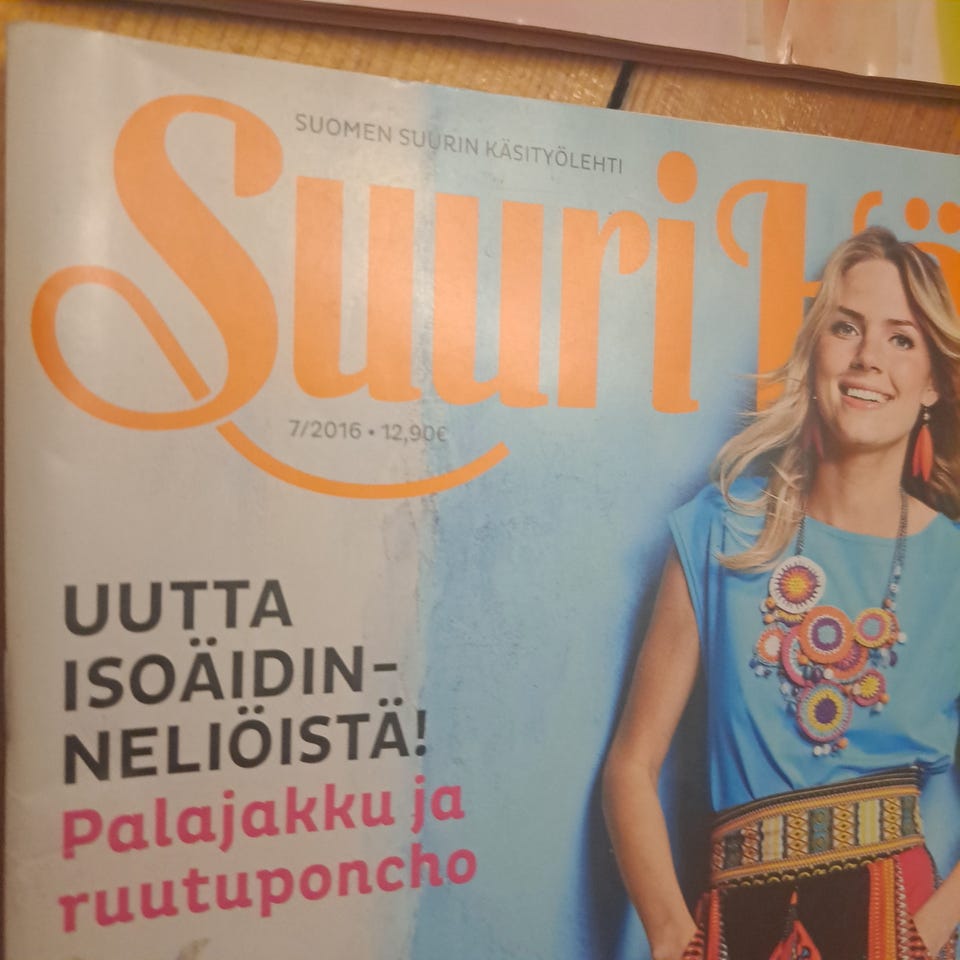 SUOMEN SUURIN KÄSITYÖLEHTI
Suuri
7/2016 • 12,90€
UUTTA
ISOÄIDIN-
NELIÖISTÄ!
Palajakku ja
ruutuponcho